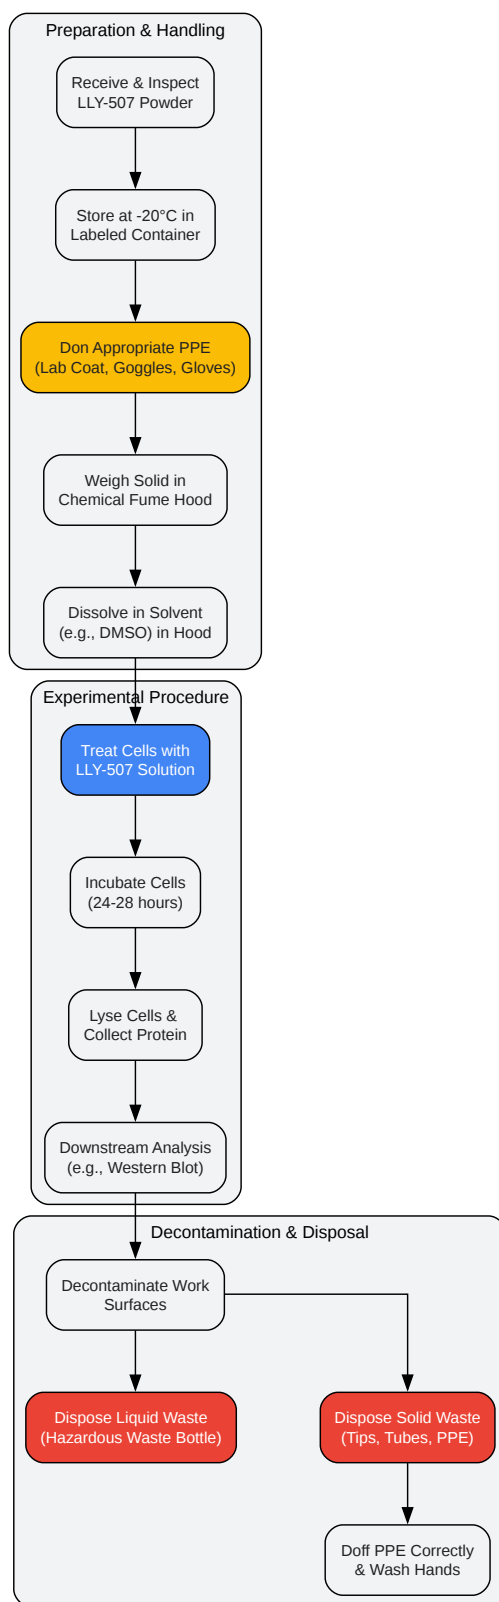 Preparation & Handling
Receive & Inspect
LLY-507 Powder
Store at -20°C in
Labeled Container
Don Appropriate PPE
(Lab Coat, Goggles, Gloves)
Weigh Solid in
Chemical Fume Hood
Dissolve in Solvent
(e.g., DMSO) in Hood
Experimental Procedure
Treat Cells with
LLY-507 Solution
Incubate Cells
(24-28 hours)
Lyse Cells &
Collect Protein
Downstream Analysis
(e.g., Western Blot)
Decontamination & Disposal
Decontaminate Work
Surfaces
Dispose Liquid Waste
(Hazardous Waste Bottle)
Dispose Solid Waste
(Tips, Tubes, PPE)
Doff PPE Correctly
& Wash Hands